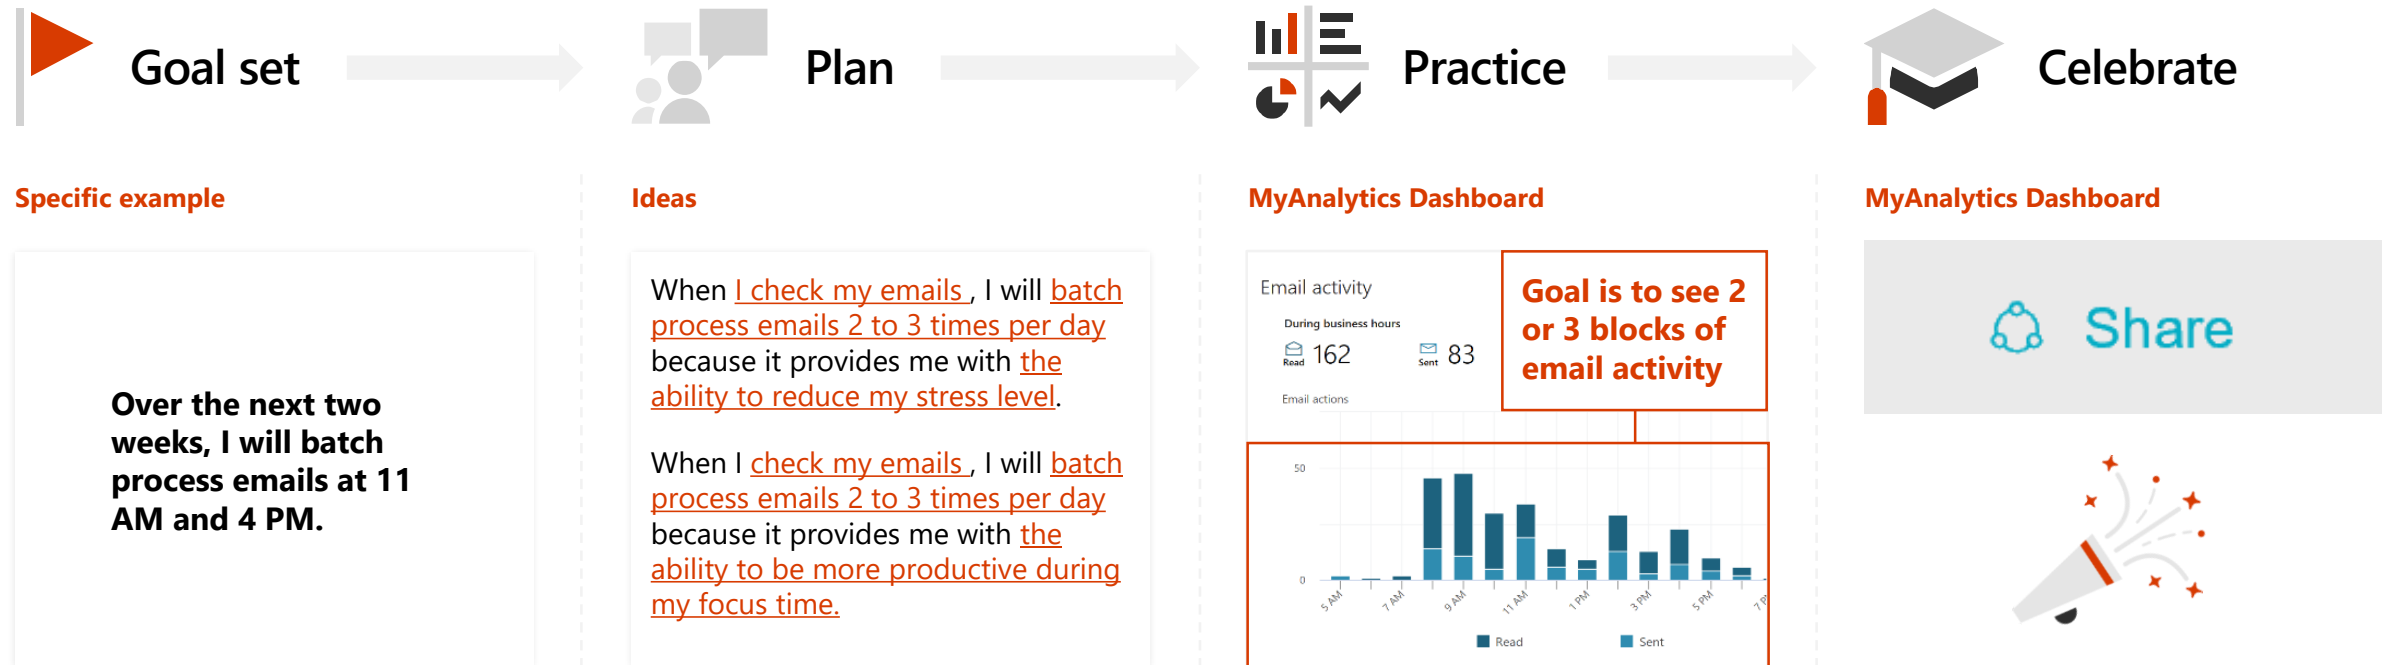 Goal set
Plan
Practice
Celebrate
Specific example
Over the next two
weeks, I will batch
process emails at 11
AM and 4 PM.
Ideas
When I check my emails , I will batch
process emails 2 to 3 times per day
because it provides me with the
ability to reduce my stress level.
When I check my emails , I will batch
process emails 2 to 3 times per day
because it provides me with the
ability to be more productive during
my focus time.
MyAnalytics Dashboard
Email activity
During business hours
Read 162
Sent 83
Email actions
Goal is to see 2
or 3 blocks of
email activity
50
0
5 AM
7 AM
9 AM
11 AM
1 PM
3 PM
5 PM
Read
Sent
MyAnalytics Dashboard
Share